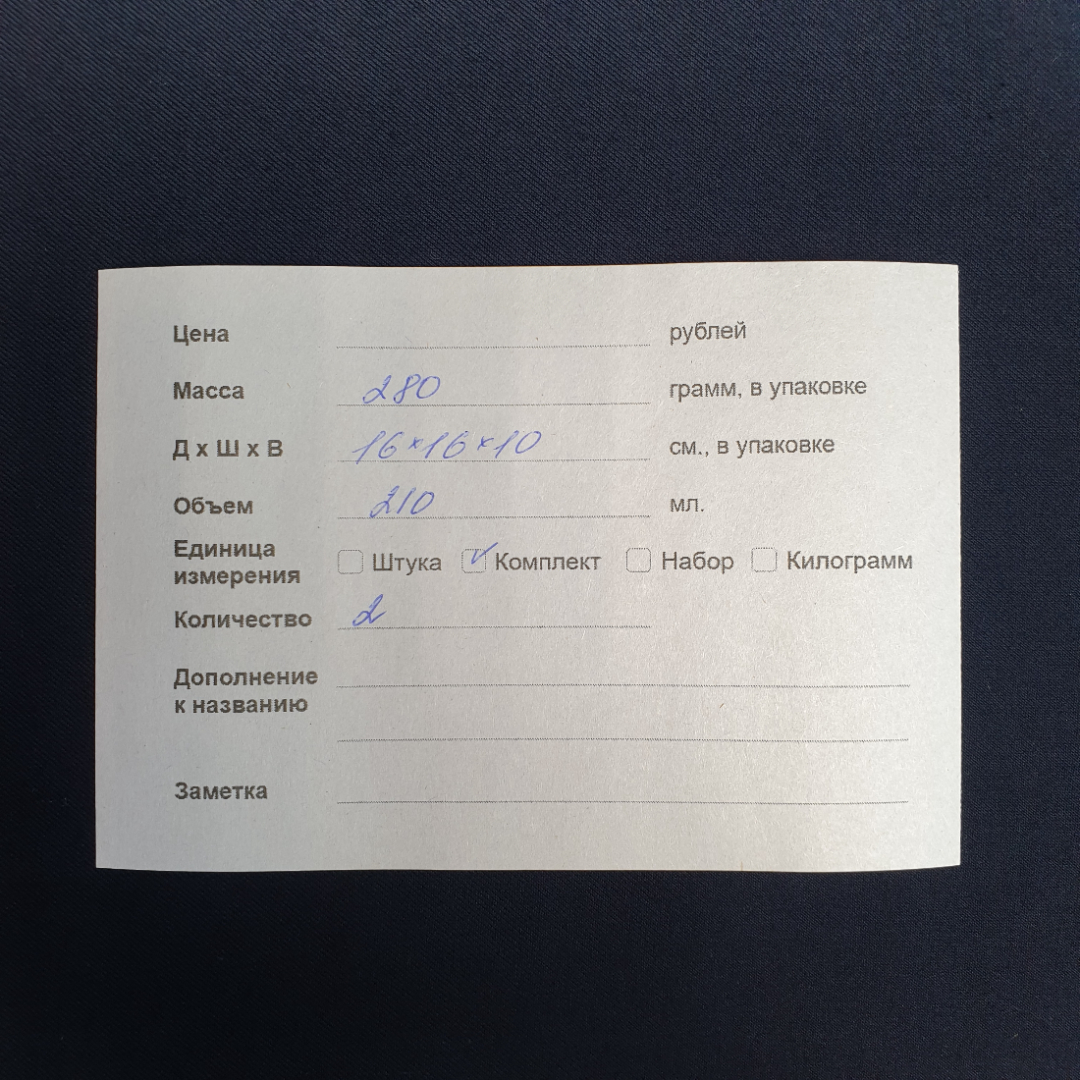 Цена рублей
Масса 280 грамм, в упаковке
Д х Ш х В 16×16×10 см., в упаковке
Объем 210 мл.
Единица
измерения Штука Комплект Набор Килограмм
Количество 2
Дополнение
к названию
Заметка